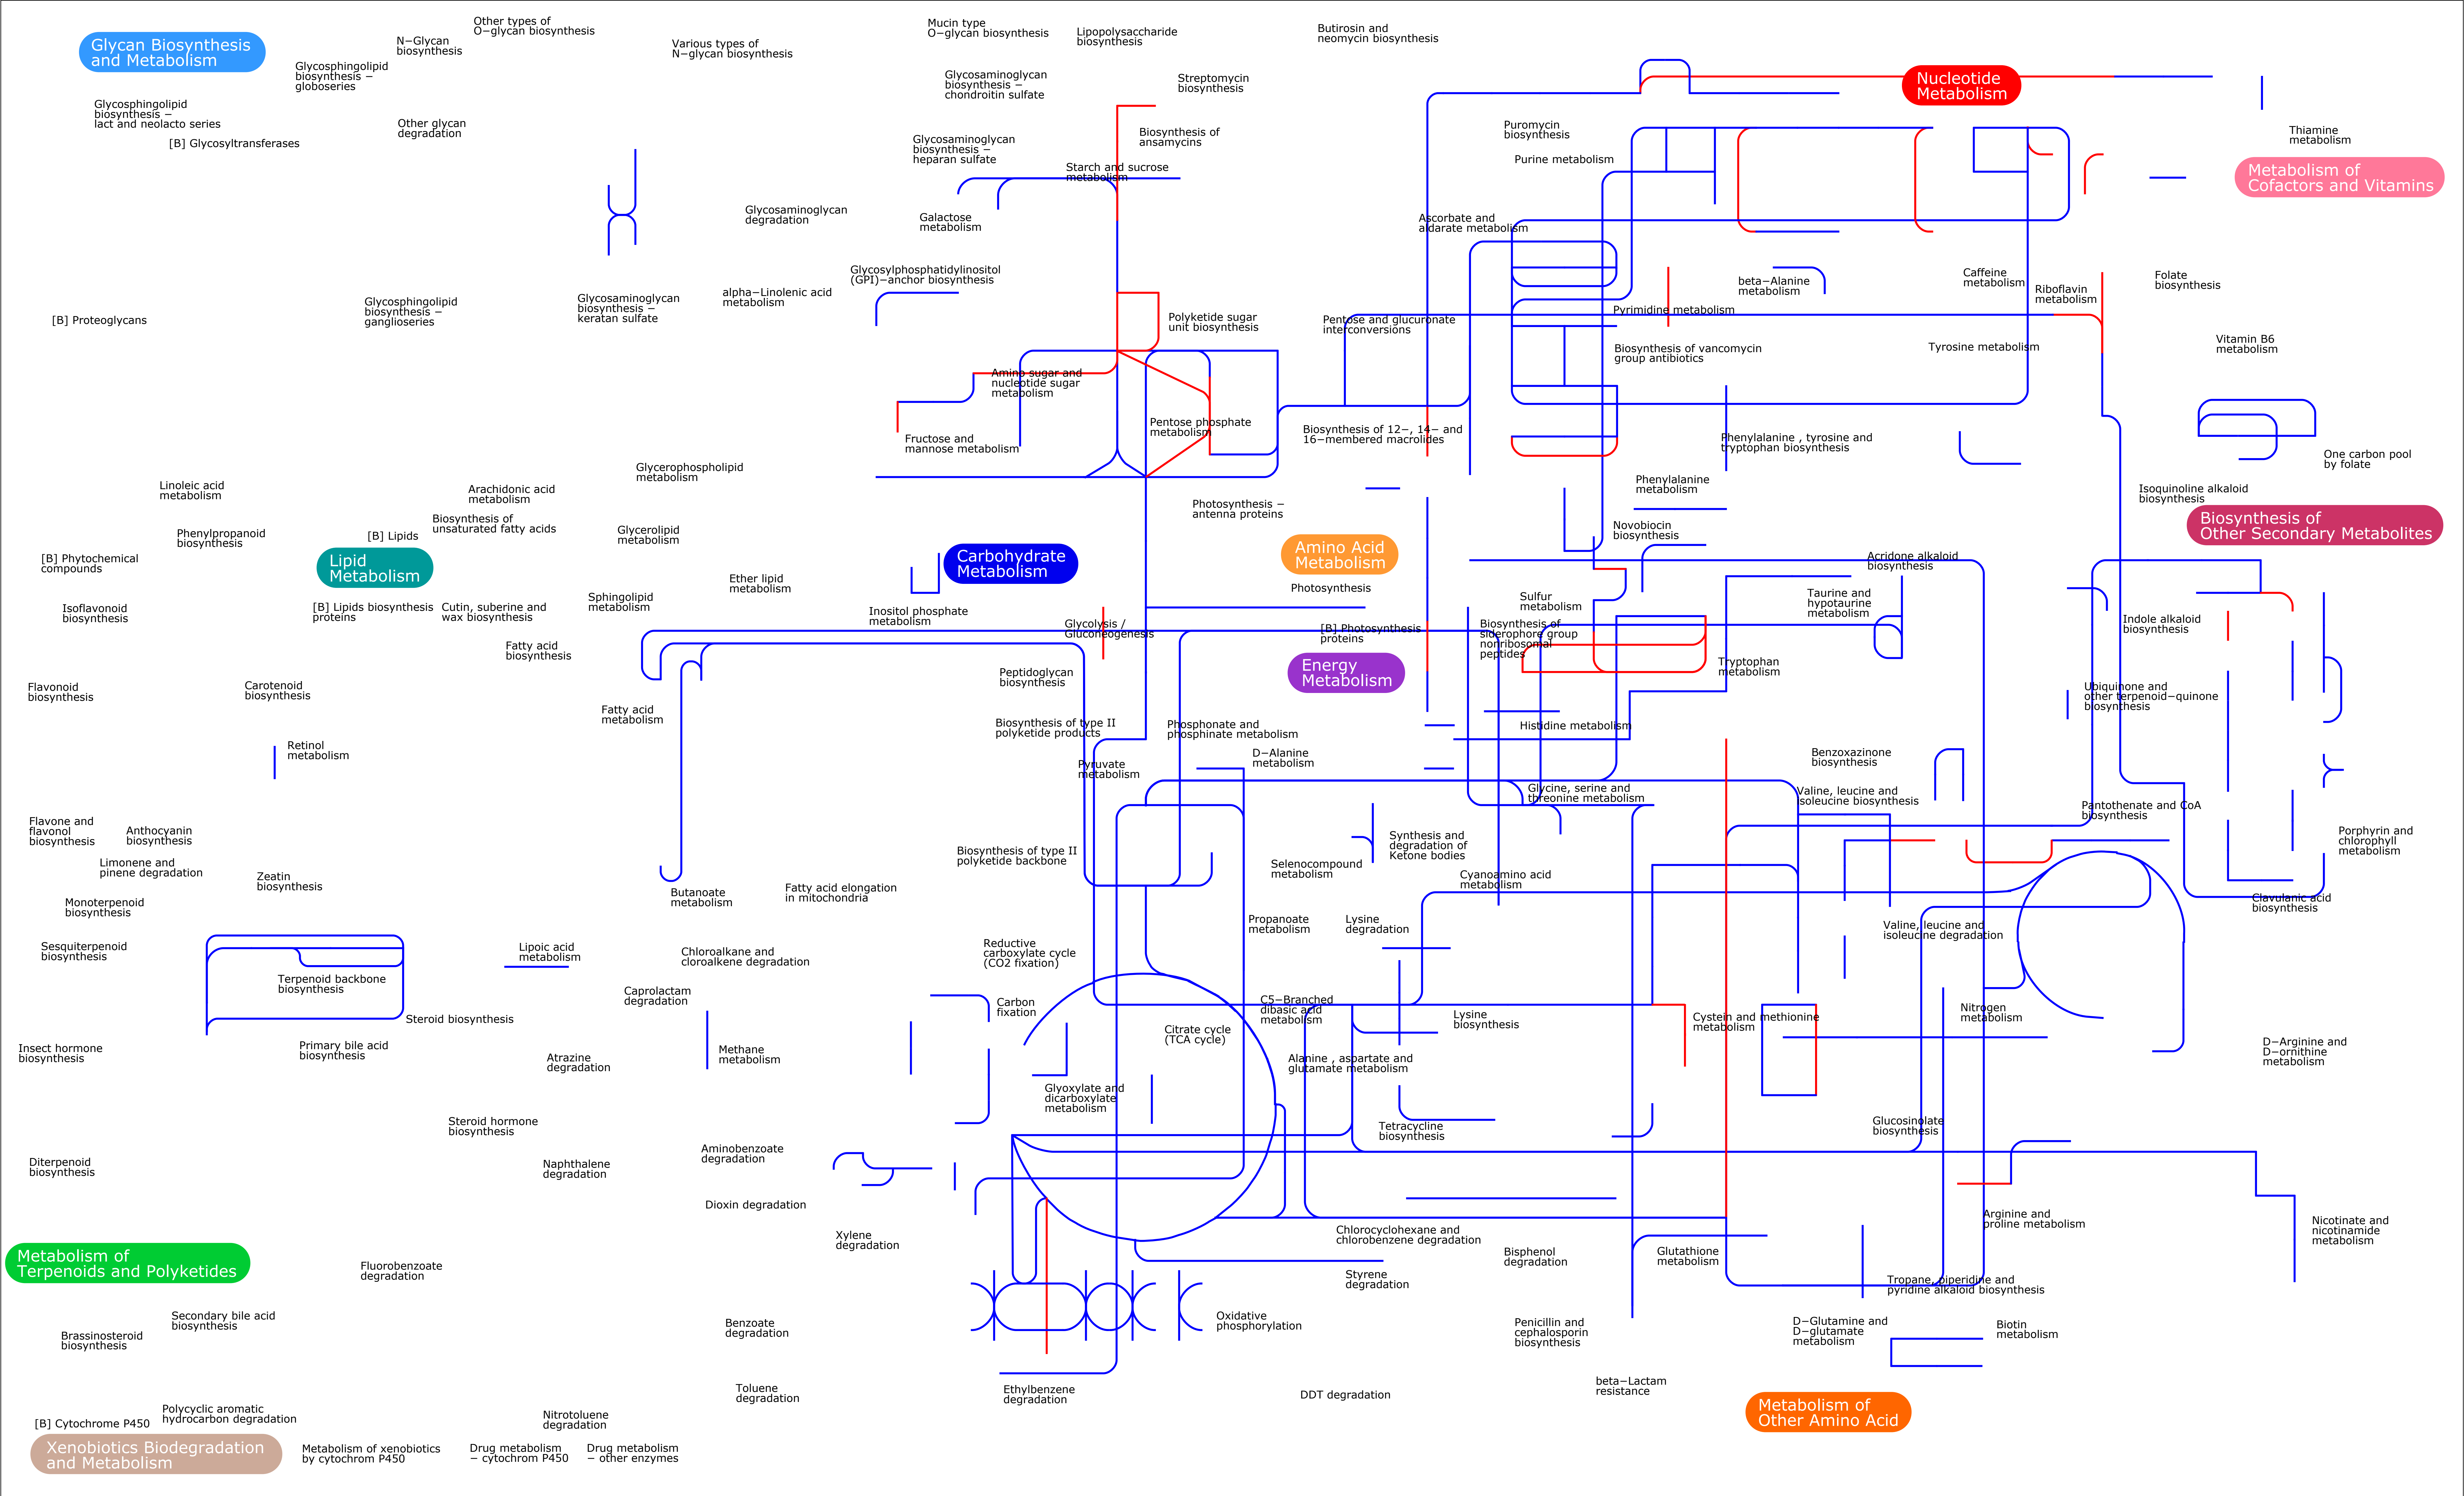 Other types of
O−glycan biosynthesis
Mucin type
O−glycan biosynthesis
Lipopolysaccharide
biosynthesis
Butirosin and
neomycin biosynthesis
Glycan Biosynthesis
and Metabolism
N−Glycan
biosynthesis
Various types of
N−glycan biosynthesis
Glycosphingolipid
biosynthesis −
globoseries
Glycosaminoglycan
biosynthesis −
chondroitin sulfate
Streptomycin
biosynthesis
Nucleotide
Metabolism
Glycosphingolipid
biosynthesis −
lact and neolacto series
Other glycan
degradation
[B] Glycosyltransferases
Glycosaminoglycan
biosynthesis −
heparan sulfate
Biosynthesis of
ansamycins
Puromycin
biosynthesis
Purine metabolism
Thiamine
metabolism
Starch and sucrose
metabolism
Metabolism of
Cofactors and Vitamins
Glycosaminoglycan
degradation
Galactose
metabolism
Ascorbate and
aldarate metabolism
Glycosylphosphatidylinositol
(GPI)−anchor biosynthesis
beta−Alanine
metabolism
Caffeine
metabolism
Riboflavin
metabolism
Folate
biosynthesis
[B] Proteoglycans
Glycosphingolipid
biosynthesis −
ganglioseries
Glycosaminoglycan
biosynthesis −
keratan sulfate
alpha−Linolenic acid
metabolism
Polyketide sugar
unit biosynthesis
Pentose and glucuronate
interconversions
Pyrimidine metabolism
Biosynthesis of vancomycin
group antibiotics
Tyrosine metabolism
Vitamin B6
metabolism
Amino sugar and
nucleotide sugar
metabolism
Fructose and
mannose metabolism
Pentose phosphate
metabolism
Biosynthesis of 12−, 14− and
16−membered macrolides
Phenylalanine , tyrosine and
tryptophan biosynthesis
One carbon pool
by folate
Linoleic acid
metabolism
Arachidonic acid
metabolism
Glycerophospholipid
metabolism
Photosynthesis −
antenna proteins
Phenylalanine
metabolism
Isoquinoline alkaloid
biosynthesis
Phenylpropanoid
biosynthesis
[B] Lipids
Biosynthesis of
unsaturated fatty acids
Glycerolipid
metabolism
Novobiocin
biosynthesis
Biosynthesis of
Other Secondary Metabolites
[B] Phytochemical
compounds
Lipid
Metabolism
Carbohydrate
Metabolism
Amino Acid
Metabolism
Acridone alkaloid
biosynthesis
Ether lipid
metabolism
Photosynthesis
Isoflavonoid
biosynthesis
[B] Lipids biosynthesis
proteins
Cutin, suberine and
wax biosynthesis
Sphingolipid
metabolism
Inositol phosphate
metabolism
Glycolysis /
Gluconeogenesis
[B] Photosynthesis
proteins
Sulfur
metabolism
Biosynthesis of
siderophore group
nonribosomal
peptides
Taurine and
hypotaurine
metabolism
Indole alkaloid
biosynthesis
Fatty acid
biosynthesis
Energy
Metabolism
Tryptophan
metabolism
Flavonoid
biosynthesis
Carotenoid
biosynthesis
Peptidoglycan
biosynthesis
Ubiquinone and
other terpenoid−quinone
biosynthesis
Fatty acid
metabolism
Biosynthesis of type II
polyketide products
Phosphonate and
phosphinate metabolism
Histidine metabolism
Retinol
metabolism
Pyruvate
metabolism
D−Alanine
metabolism
Benzoxazinone
biosynthesis
Glycine, serine and
threonine metabolism
Valine, leucine and
isoleucine biosynthesis
Pantothenate and CoA
biosynthesis
Flavone and
flavonol
biosynthesis
Anthocyanin
biosynthesis
Synthesis and
degradation of
Ketone bodies
Porphyrin and
chlorophyll
metabolism
Limonene and
pinene degradation
Zeatin
biosynthesis
Biosynthesis of type II
polyketide backbone
Selenocompound
metabolism
Cyanoamino acid
metabolism
Monoterpenoid
biosynthesis
Butanoate
metabolism
Fatty acid elongation
in mitochondria
Propanoate
metabolism
Lysine
degradation
Valine, leucine and
isoleucine degradation
Clavulanic acid
biosynthesis
Sesquiterpenoid
biosynthesis
Lipoic acid
metabolism
Chloroalkane and
cloroalkene degradation
Reductive
carboxylate cycle
(CO2 fixation)
Terpenoid backbone
biosynthesis
Caprolactam
degradation
Carbon
fixation
C5−Branched
dibasic acid
metabolism
Steroid biosynthesis
Citrate cycle
(TCA cycle)
Lysine
biosynthesis
Cystein and methionine
metabolism
Nitrogen
metabolism
Insect hormone
biosynthesis
Primary bile acid
biosynthesis
Atrazine
degradation
Methane
metabolism
Alanine , aspartate and
glutamate metabolism
D−Arginine and
D−ornithine
metabolism
Glyoxylate and
dicarboxylate
metabolism
Steroid hormone
biosynthesis
Tetracycline
biosynthesis
Glucosinolate
biosynthesis
Diterpenoid
biosynthesis
Naphthalene
degradation
Aminobenzoate
degradation
Dioxin degradation
Xylene
degradation
Chlorocyclohexane and
chlorobenzene degradation
Bisphenol
degradation
Glutathione
metabolism
Arginine and
proline metabolism
Nicotinate and
nicotinamide
metabolism
Metabolism of
Terpenoids and Polyketides
Fluorobenzoate
degradation
Styrene
degradation
Tropane, piperidine and
pyridine alkaloid biosynthesis
Secondary bile acid
biosynthesis
Brassinosteroid
biosynthesis
Benzoate
degradation
Oxidative
phosphorylation
Penicillin and
cephalosporin
biosynthesis
D−Glutamine and
D−glutamate
metabolism
Biotin
metabolism
Toluene
degradation
Ethylbenzene
degradation
DDT degradation
beta−Lactam
resistance
Metabolism of
Other Amino Acid
[B] Cytochrome P450
Polycyclic aromatic
hydrocarbon degradation
Nitrotoluene
degradation
Xenobiotics Biodegradation
and Metabolism
Metabolism of xenobiotics
by cytochrom P450
Drug metabolism
− cytochrom P450
Drug metabolism
− other enzymes